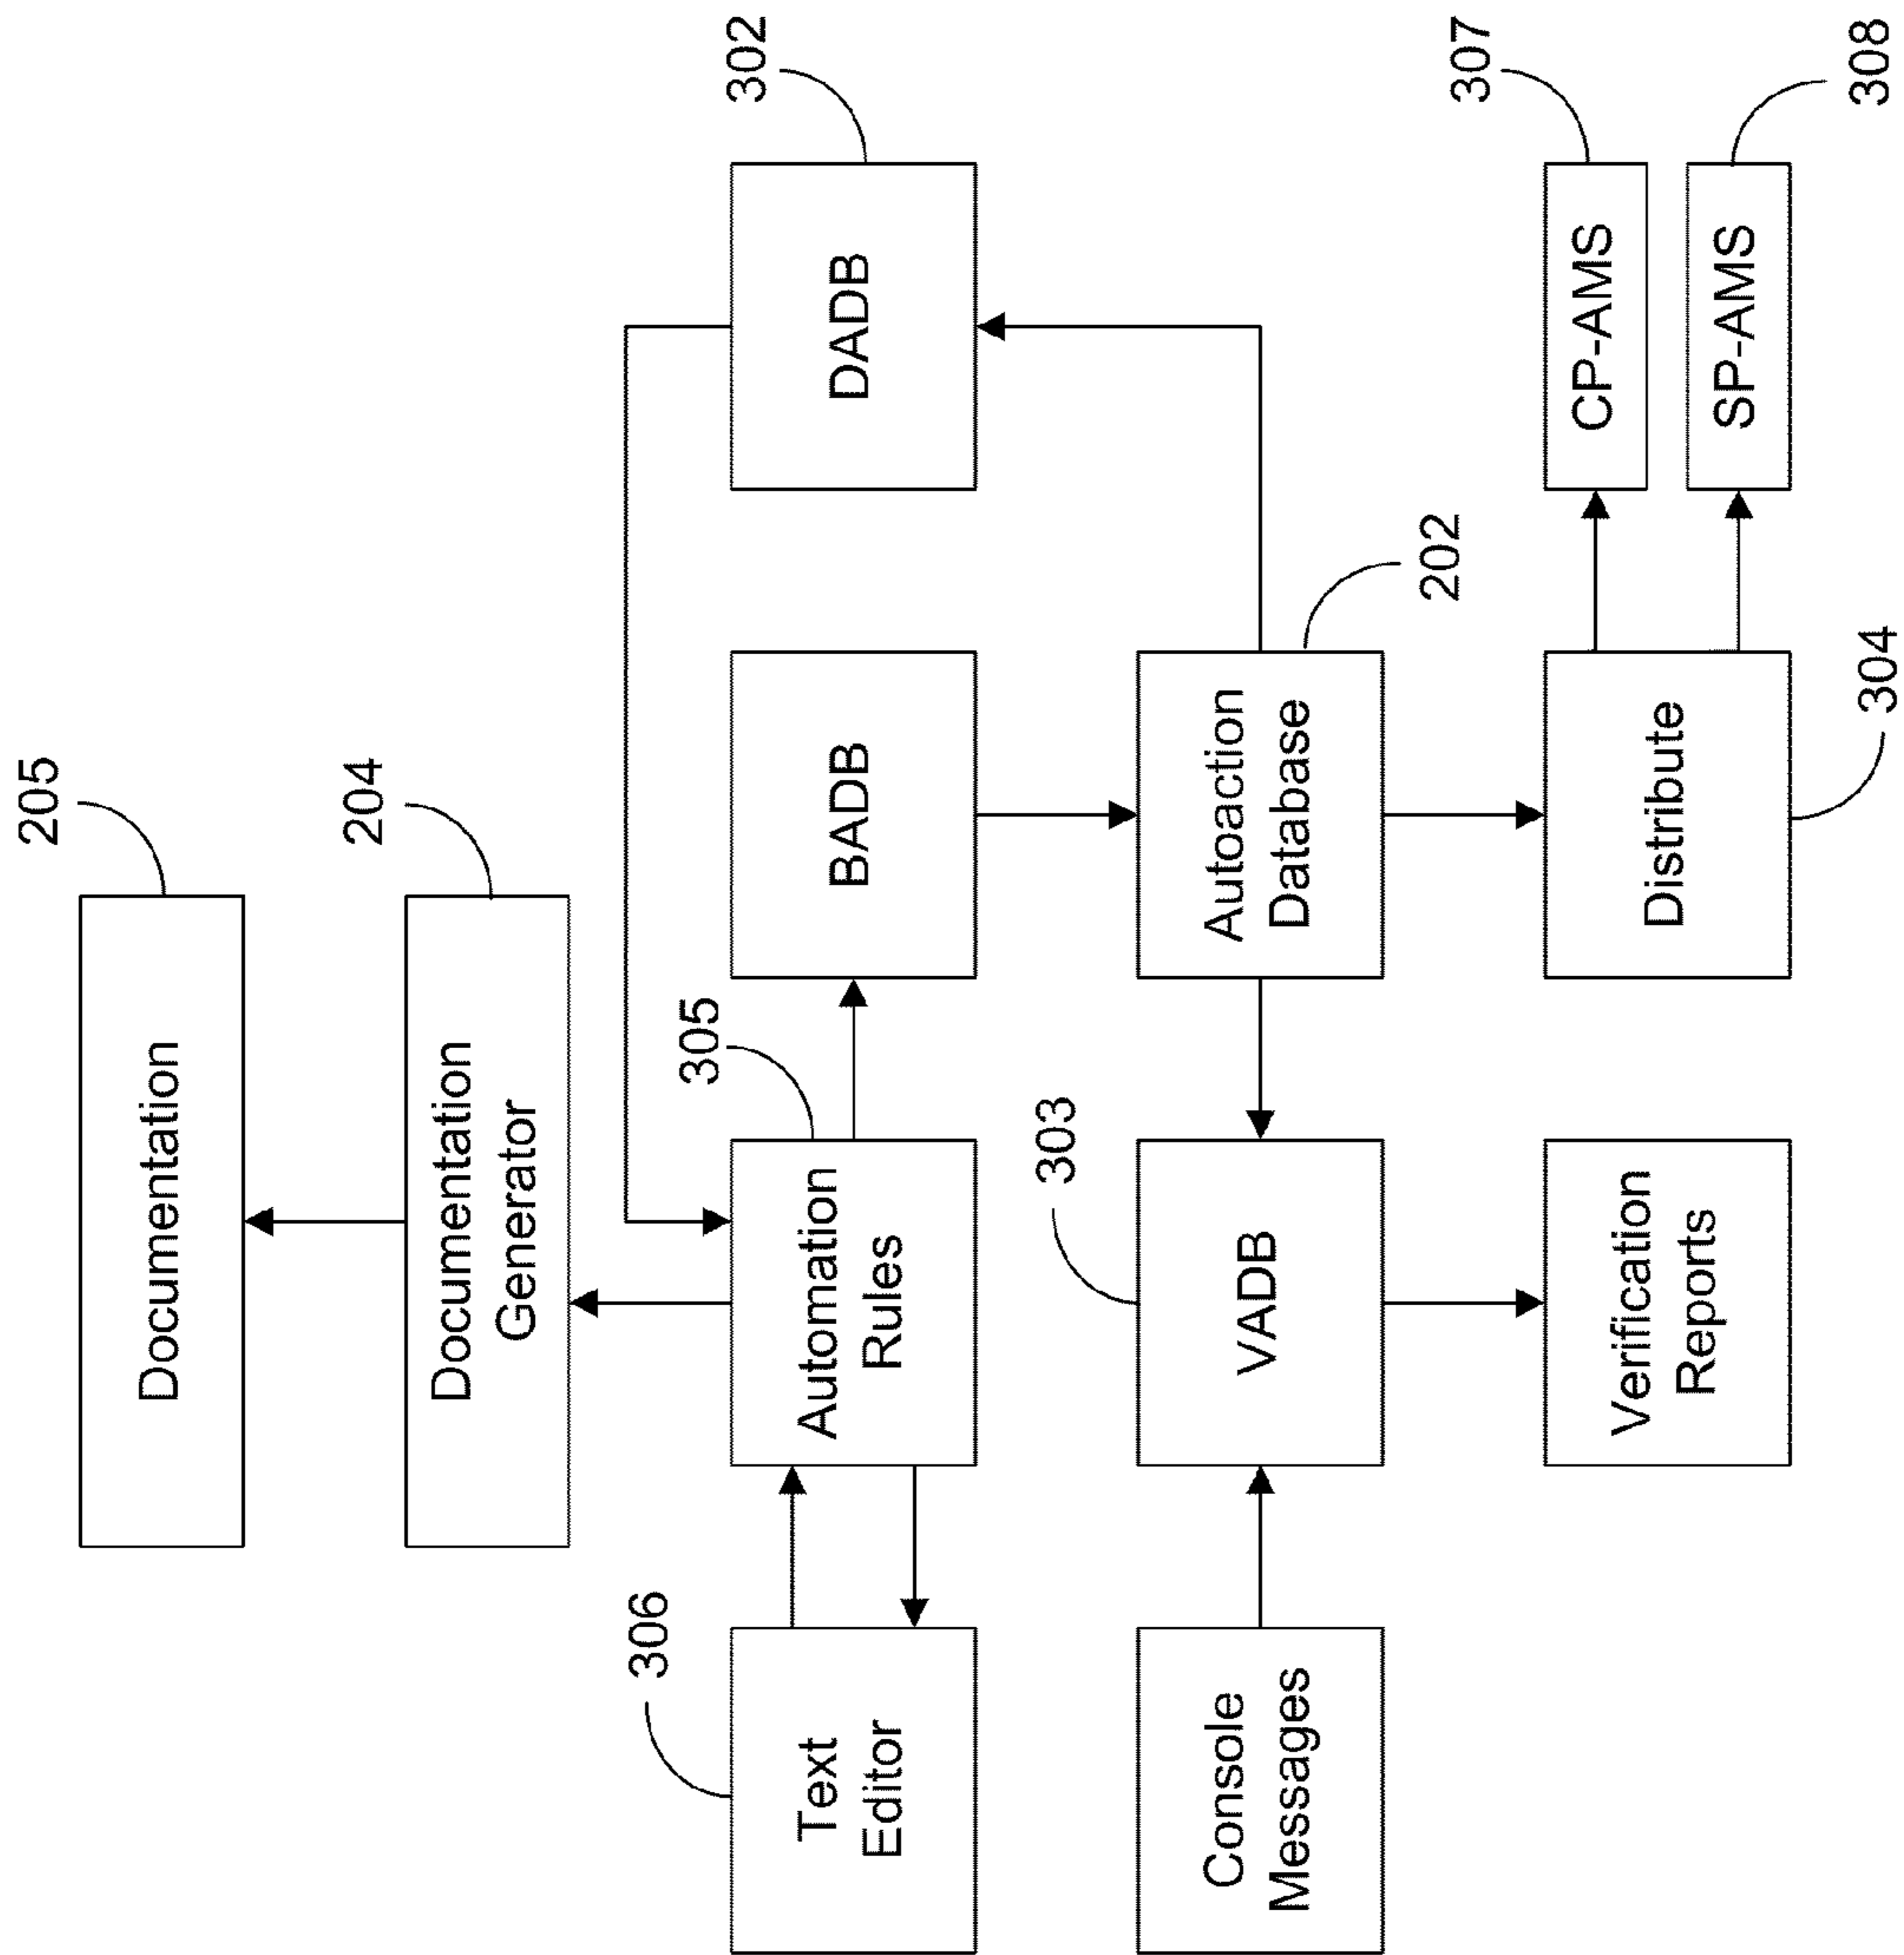 205
Documentation
204
Documentation
Generator
306
305
302
Text
Editor
Automation
Rules
BADB
DADB
303
Console
Messages
VADB
Autoaction
Database
202
307
Verification
Reports
Distribute
CP-AMS
SP-AMS
304
308